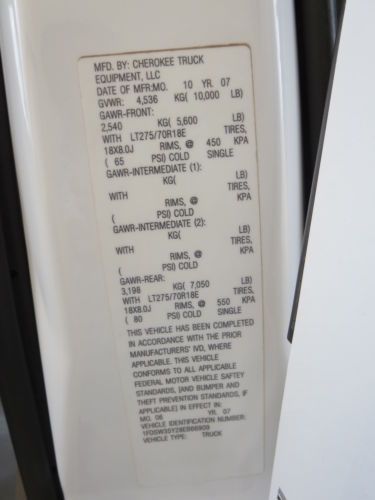 MFD. BY: CHEROKEE TRUCK
EQUIPMENT, LLC
DATE OF MFR:MO. 10 YR. 07
GVWR: 4,536 KG( 10,000 LB)
GAWR-FRONT:
2,540 KG( 5,600 LB)
WITH LT275/70R18E TIRES,
18X8.0J RIMS, @ 450 KPA
( 65 PSI) COLD SINGLE
GAWR-INTERMEDIATE (1):
KG( LB)
WITH TIRES,
RIMS, @ KPA
( PSI) COLD
GAWR-INTERMEDIATE (2):
KG( LB)
WITH TIRES,
RIMS, @ KPA
( PSI) COLD
GAWR-REAR:
3,198 KG( 7,050 LB)
WITH LT275/70R18E TIRES,
18X8.0J RIMS, @ 550 KPA
( 80 PSI) COLD SINGLE
THIS VEHICLE HAS BEEN COMPLETED
IN ACCORDANCE WITH THE PRIOR
MANUFACTURERS' IVD, WHERE
APPLICABLE. THIS VEHICLE
CONFORMS TO ALL APPLICABLE
FEDERAL MOTOR VEHICLE SAFTEY
STANDARDS, [AND BUMPER AND
THEFT PREVENTION STANDARDS, IF
APPLICABLE] IN EFFECT IN:
MO. 06 YR. 07
VEHICLE IDENTIFICATION NUMBER:
VEHICLE TYPE: TRUCK